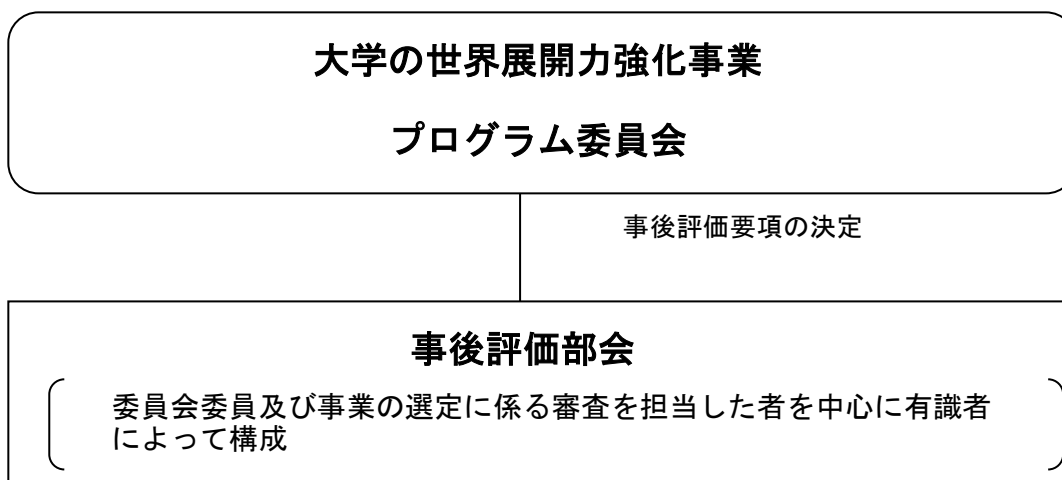 大学の世界展開力強化事業
プログラム委員会
事後評価要項の決定
事後評価部会
委員会委員及び事業の選定に係る審査を担当した者を中心に有識者
によって構成